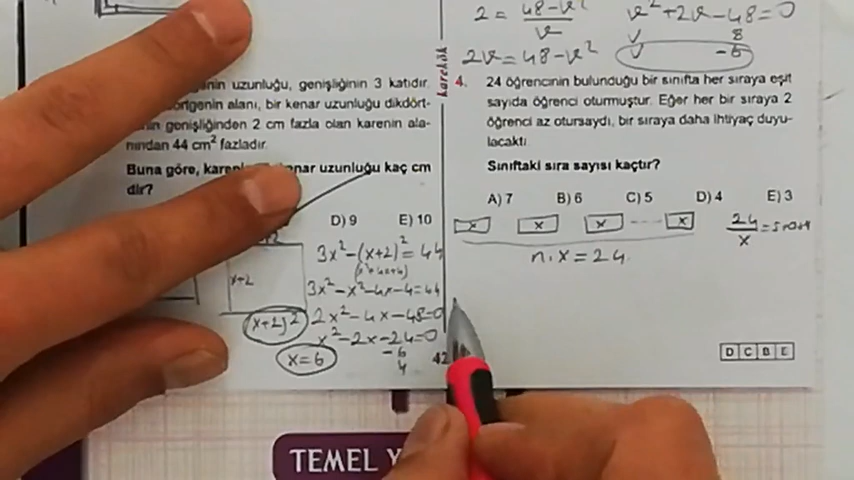 2 = 48-v² / v
2v = 48-v²
v²+2v-48=0
v 8
v -6
karekök
uzunluğu, genişliğinin 3 katıdır.
alanı, bir kenar uzunluğu dikdört-
genişliğinden 2 cm fazla olan karenin ala-
nından 44 cm² fazladır.
Buna göre, kenar uzunluğu kaç cm
dir?
D) 9 E) 10
x+2
3x²-(x+2)²=44
(x²+4x+4)
3x²-x²-4x-4=44
(x+2)² 2x²-4x-48=0
x²-2x-24=0
-6
4
x=6
42
4. 24 öğrencinin bulunduğu bir sınıfta her sıraya eşit
sayıda öğrenci oturmuştur. Eğer her bir sıraya 2
öğrenci az otursaydı, bir sıraya daha ihtiyaç duyu-
lacaktı.
Sınıftaki sıra sayısı kaçtır?
A) 7 B) 6 C) 5 D) 4 E) 3
x x x ---- x
24 / x =
n.x=24
D C B E
TEMEL